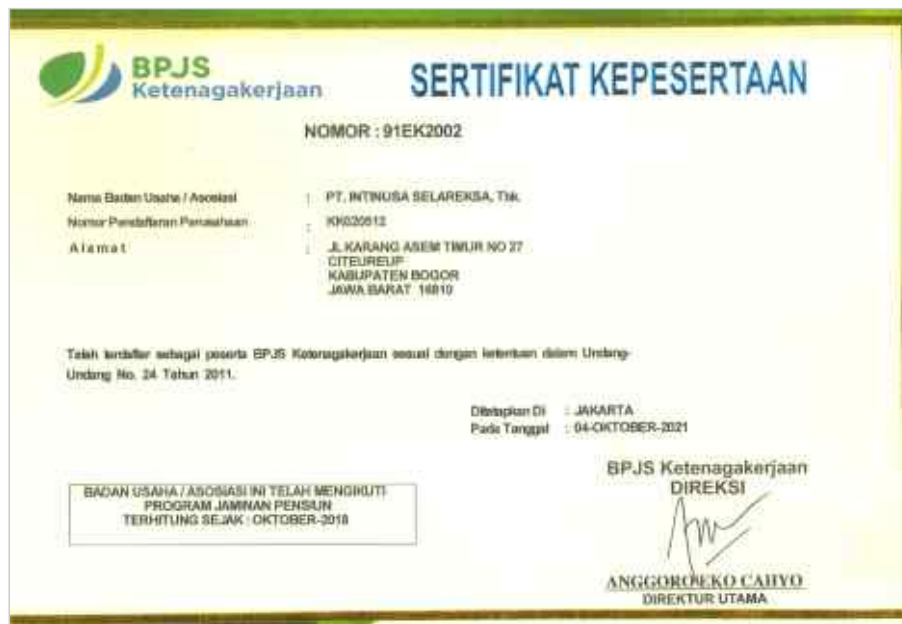 BPJS
Ketenagakerjaan
SERTIFIKAT KEPESERTAAN
NOMOR : 91EK2002
Nama Badan Usaha / Asosiasi : PT. INTINUSA SELAREKSA, Tbk.
Nomor Pendaftaran Perusahaan : KK020512
Alamat : JL KARANG ASEM TIMUR NO 27
CITEUREUP
KABUPATEN BOGOR
JAWA BARAT 16810
Telah terdaftar sebagai peserta BPJS Ketenagakerjaan sesuai dengan ketentuan dalam Undang-
Undang No. 24 Tahun 2011.
Ditetapkan Di : JAKARTA
Pada Tanggal : 04-OKTOBER-2021
BPJS Ketenagakerjaan
DIREKSI
BADAN USAHA / ASOSIASI INI TELAH MENGIKUTI
PROGRAM JAMINAN PENSIUN
TERHITUNG SEJAK : OKTOBER-2018
ANGGORO EKO CAHYO
DIREKTUR UTAMA